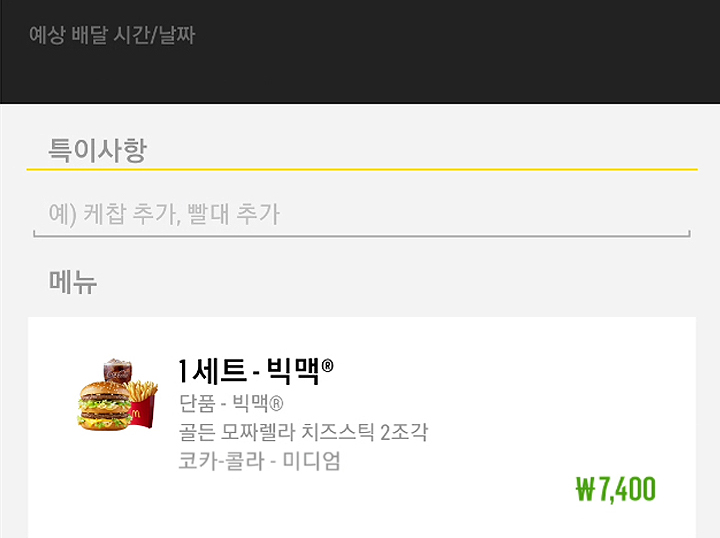 예상 배달 시간/날짜
특이사항
예) 케찹 추가, 빨대 추가
메뉴
1 세트 - 빅맥®
단품 - 빅맥®
골든 모짜렐라 치즈스틱 2조각
코카-콜라 - 미디엄
₩7,400